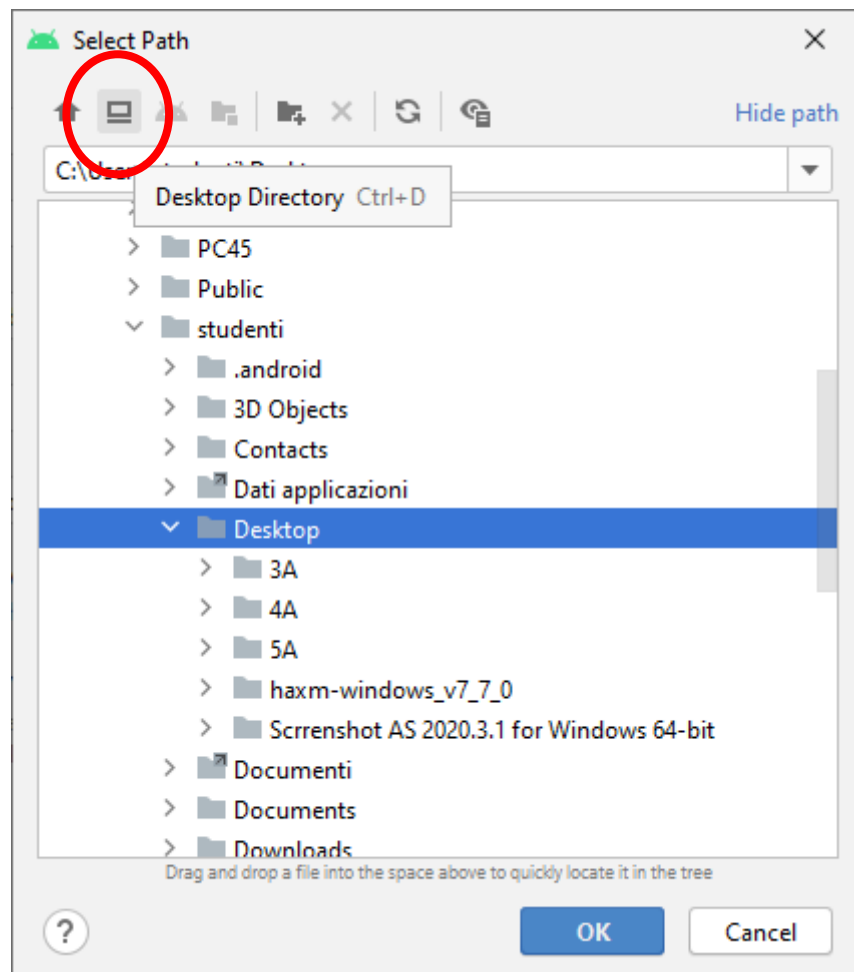 Select Path
Hide path
C:\User
Desktop Directory Ctrl+D
PC45
Public
studenti
.android
3D Objects
Contacts
Dati applicazioni
Desktop
3A
4A
5A
haxm-windows_v7_7_0
Scrrenshot AS 2020.3.1 for Windows 64-bit
Documenti
Documents
Downloads
Drag and drop a file into the space above to quickly locate it in the tree
?
OK
Cancel